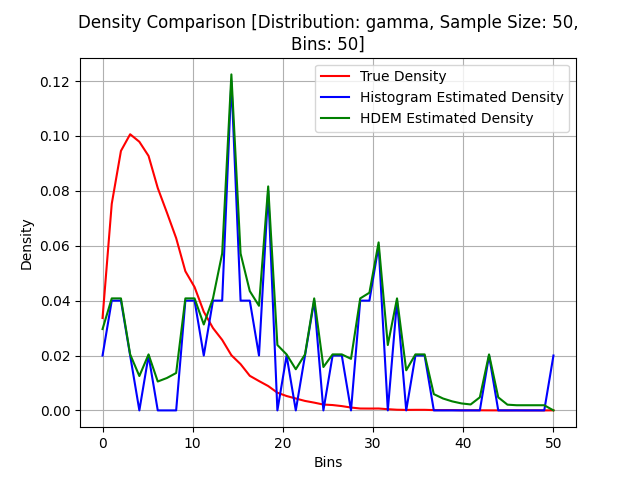 Density Comparison [Distribution: gamma, Sample Size: 50,
Bins: 50]
True Density
Histogram Estimated Density
HDEM Estimated Density
Density
0.12
0.10
0.08
0.06
0.04
0.02
0.00
0 10 20 30 40 50
Bins